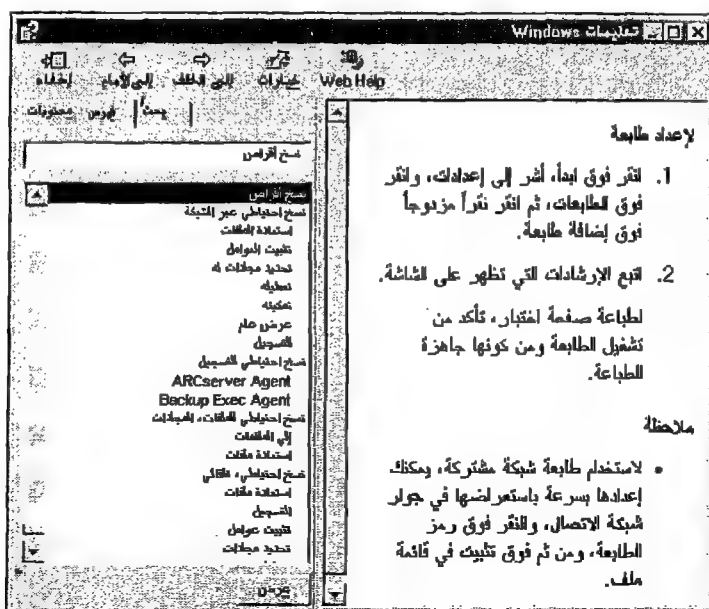 تعليمات Windows
إخفاء
إلى الأمام
إلى الخلف
خيارات
Web Help
محتويات
فهرس
بحث
نسخ أقراص
نسخ أقراص
نسخ احتياطي عبر الشبكة
استعادة الملفات
تثبيت العوامل
تحديد مجلدات له
تعطيله
تمكينه
عرض عام
التسجيل
نسخ احتياطي للتسجيل
ARCserver Agent
Backup Exec Agent
نسخ احتياطي للملفات، المجلدات
إلى الملفات
استعادة ملفات
نسخ احتياطي، تلقائي
استعادة ملفات
التسجيل
تثبيت عوامل
تحديد مجلدات
عرض
لإعداد طابعة
1. انقر فوق ابدأ، أشر إلى إعدادات، وانقر
فوق الطابعات، ثم انقر نقراً مزدوجاً
فوق إضافة طابعة.
2. اتبع الإرشادات التي تظهر على الشاشة.
لطباعة صفحة اختبار، تأكد من
تشغيل الطابعة ومن كونها جاهزة
للطباعة.
ملاحظة
• لاستخدام طابعة شبكة مشتركة، يمكنك
إعدادها بسرعة باستعراضها في جوار
شبكة الاتصال، والنقر فوق رمز
الطابعة، ومن ثم فوق تثبيت في قائمة
ملف.